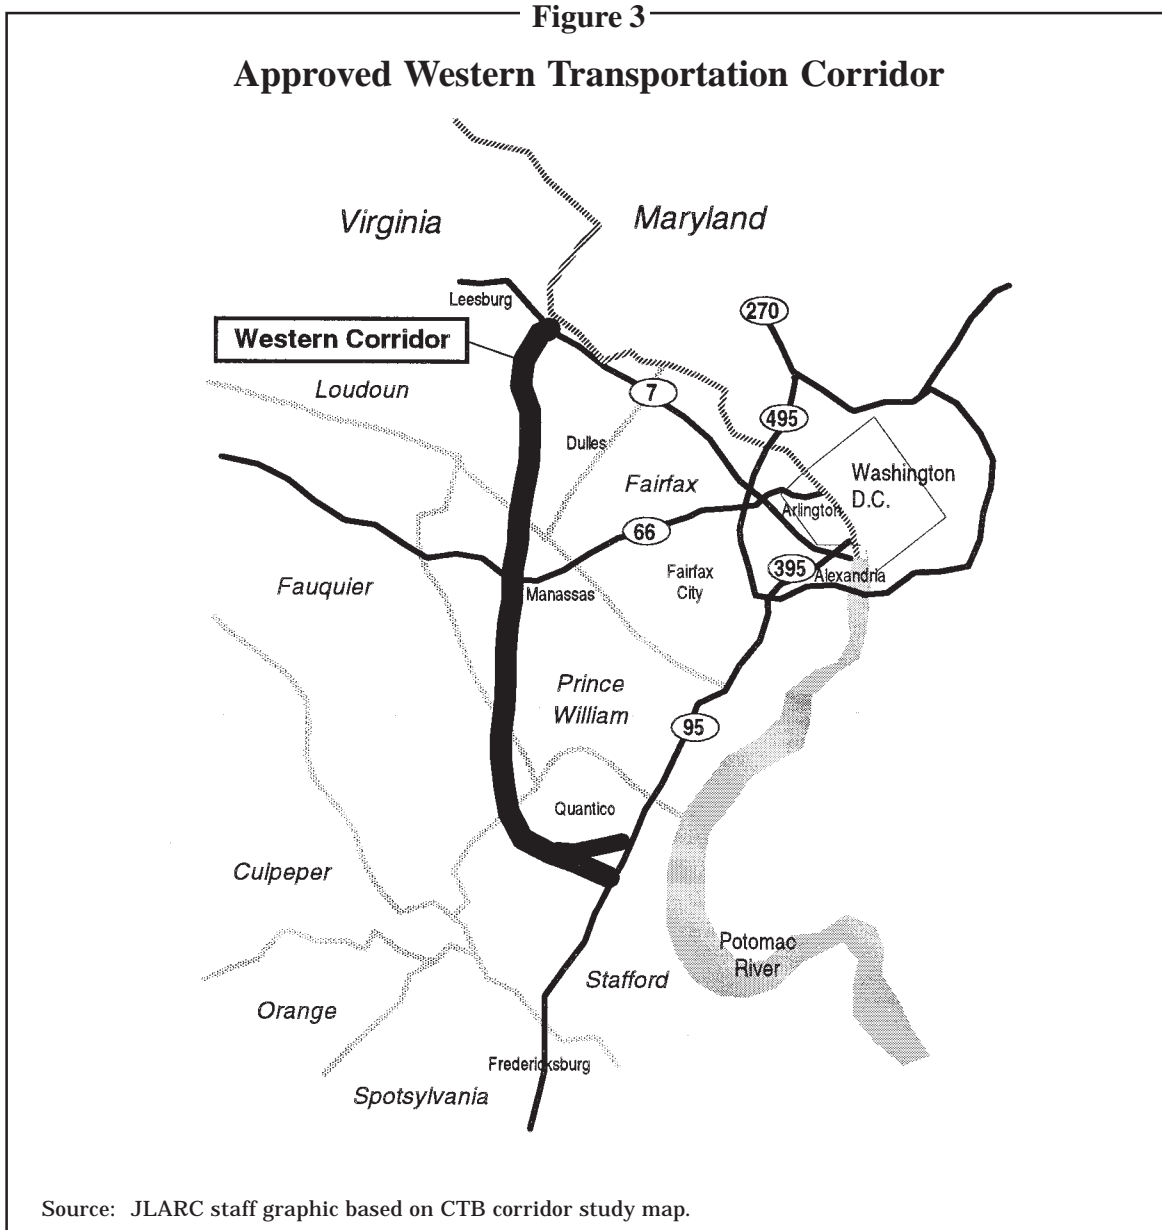 Figure 3
Approved Western Transportation Corridor
Virginia
Maryland
Leesburg
270
Western Corridor
Loudoun
7
495
Dulles
Washington
D.C.
Fairfax
Arlington
66
Fauquier
Manassas
Fairfax
City
395
Alexandria
Prince
William
95
Quantico
Culpeper
Potomac
River
Stafford
Orange
Fredericksburg
Spotsylvania
Source: JLARC staff graphic based on CTB corridor study map.